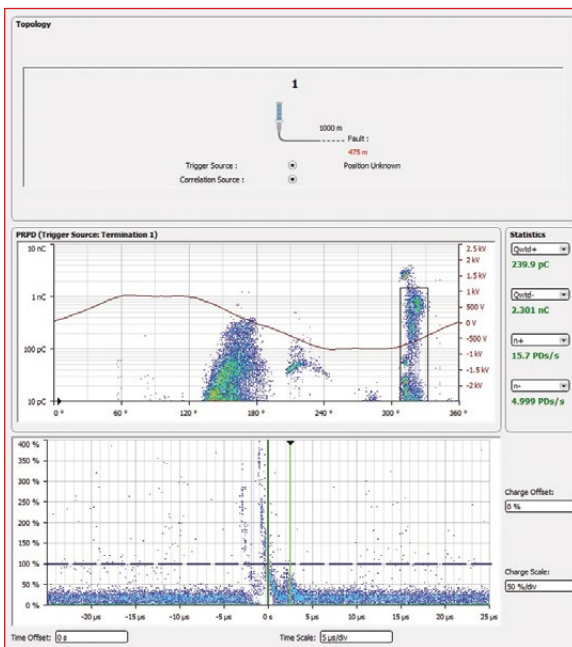 Topology
1
1000 m
Fault :
475 m
Trigger Source :
Position Unknown
Correlation Source :
PRPD (Trigger Source: Termination 1)
10 nC
1 nC
100 pC
10 pC
2.5 kV
2 kV
1.5 kV
1 kV
500 V
0 V
-500 V
-1 kV
-1.5 kV
-2 kV
0 °
60 °
120 °
180 °
240 °
300 °
360 °
Statistics
Qwtd+
239.9 pC
Qwtd-
2.301 nC
n+
15.7 PDs/s
n-
4.999 PDs/s
400 %
350 %
300 %
250 %
200 %
150 %
100 %
50 %
0 %
-20 µs
-15 µs
-10 µs
-5 µs
0 s
5 µs
10 µs
15 µs
20 µs
25 µs
Charge Offset:
0 %
Charge Scale:
50 %/div
Time Offset: 0 s
Time Scale: 5 µs/div